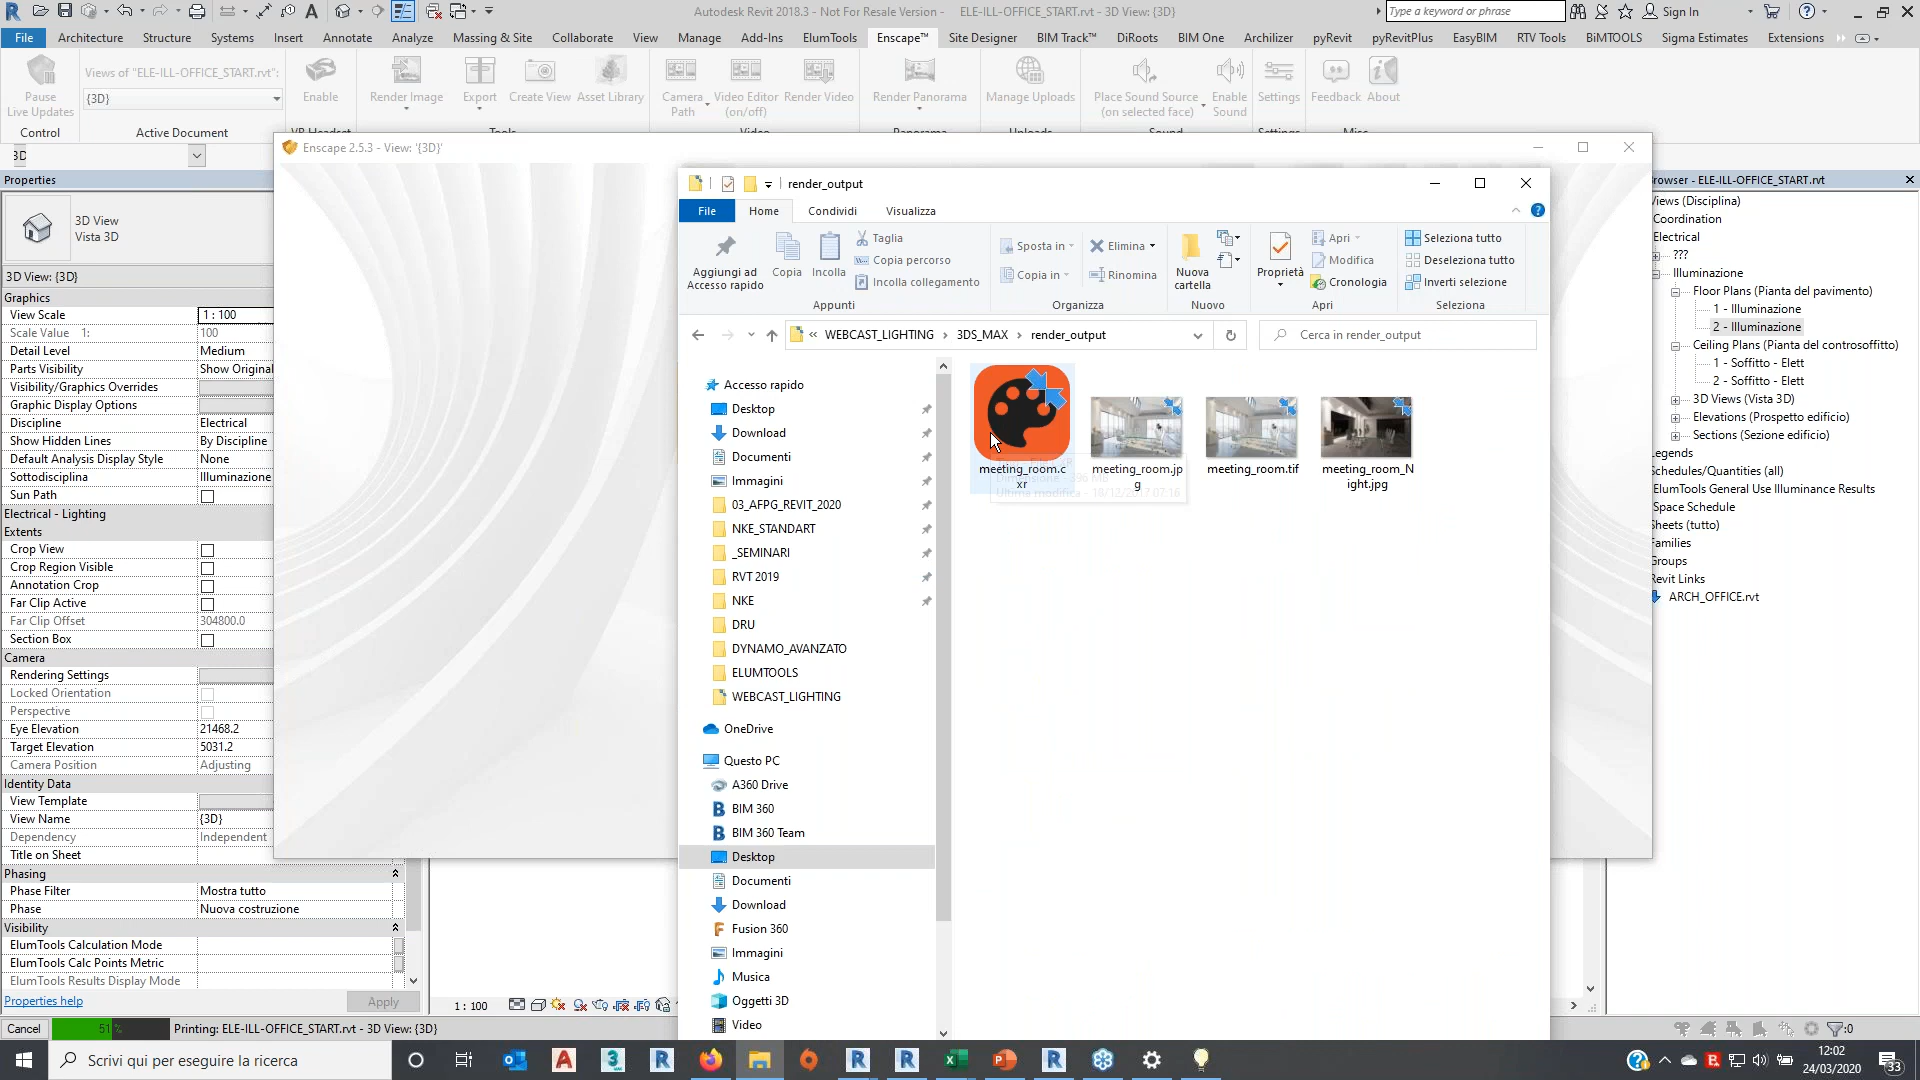 Autodesk Revit 2018.3 - Not For Resale Version - ELE-ILL-OFFICE_START.rvt - 3D View: {3D}
Type a keyword or phrase
Sign In
File Architecture Structure Systems Insert Annotate Analyze Massing & Site Collaborate View Manage Add-Ins ElumTools Enscape™ Site Designer BIM Track™ DiRoots BIM One Archilizer pyRevit pyRevitPlus EasyBIM RTV Tools BiMTOOLS Sigma Estimates Extensions
Views of "ELE-ILL-OFFICE_START.rvt":
{3D}
Pause
Live Updates
Enable
Render Image
Export
Create View
Asset Library
Camera
Path
Video Editor
(on/off)
Render Video
Render Panorama
Manage Uploads
Place Sound Source
(on selected face)
Enable
Sound
Settings
Feedback
About
Control
Active Document
Enscape 2.5.3 - View: '{3D}'
Properties
3D View
Vista 3D
3D View: {3D}
Graphics
View Scale 1 : 100
Scale Value 1: 100
Detail Level Medium
Parts Visibility Show Original
Visibility/Graphics Overrides
Graphic Display Options
Discipline Electrical
Show Hidden Lines By Discipline
Default Analysis Display Style None
Sottodisciplina Illuminazione
Sun Path
Electrical - Lighting
Extents
Crop View
Crop Region Visible
Annotation Crop
Far Clip Active
Far Clip Offset 304800.0
Section Box
Camera
Rendering Settings
Locked Orientation
Perspective
Eye Elevation 21468.2
Target Elevation 5031.2
Camera Position Adjusting
Identity Data
View Template
View Name {3D}
Dependency Independent
Title on Sheet
Phasing
Phase Filter Mostra tutto
Phase Nuova costruzione
Visibility
ElumTools Calculation Mode
ElumTools Calc Points Metric
ElumTools Results Display Mode
Properties help
Apply
1 : 100
Cancel
51 %
Printing: ELE-ILL-OFFICE_START.rvt - 3D View: {3D}
render_output
File Home Condividi Visualizza
Aggiungi ad
Accesso rapido
Copia
Incolla
Taglia
Copia percorso
Incolla collegamento
Appunti
Sposta in
Copia in
Elimina
Rinomina
Organizza
Nuova
cartella
Nuovo
Proprietà
Apri
Modifica
Cronologia
Apri
Seleziona tutto
Deseleziona tutto
Inverti selezione
Seleziona
« WEBCAST_LIGHTING › 3DS_MAX › render_output
Cerca in render_output
Accesso rapido
Desktop
Download
Documenti
Immagini
03_AFPG_REVIT_2020
NKE_STANDART
_SEMINARI
RVT 2019
NKE
DRU
DYNAMO_AVANZATO
ELUMTOOLS
WEBCAST_LIGHTING
OneDrive
Questo PC
A360 Drive
BIM 360
BIM 360 Team
Desktop
Documenti
Download
Fusion 360
Immagini
Musica
Oggetti 3D
Video
meeting_room.c
xr
meeting_room.jp
g
meeting_room.tif
meeting_room_N
ight.jpg
Ultima modifica - 18/12/2017 07:16
rowser - ELE-ILL-OFFICE_START.rvt
Views (Disciplina)
Coordination
Electrical
???
Illuminazione
Floor Plans (Pianta del pavimento)
1 - Illuminazione
2 - Illuminazione
Ceiling Plans (Pianta del controsoffitto)
1 - Soffitto - Elett
2 - Soffitto - Elett
3D Views (Vista 3D)
Elevations (Prospetto edificio)
Sections (Sezione edificio)
Legends
Schedules/Quantities (all)
ElumTools General Use Illuminance Results
Space Schedule
Sheets (tutto)
Families
Groups
Revit Links
ARCH_OFFICE.rvt
:0
Scrivi qui per eseguire la ricerca
12:02
24/03/2020
33